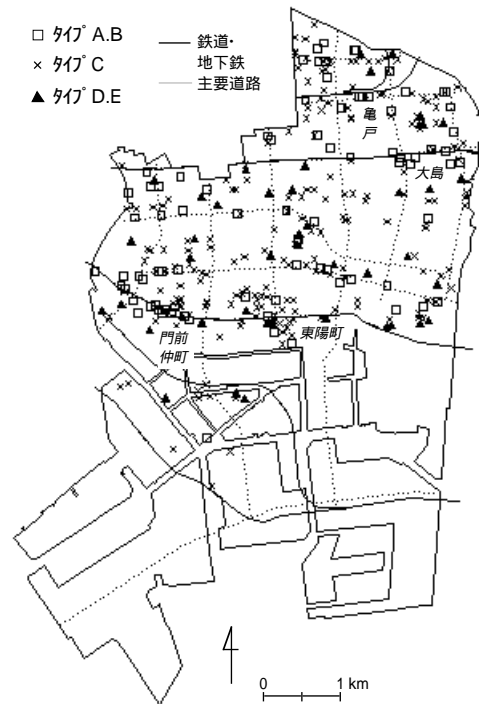 □ ﾀｲﾌﾟ A.B
× ﾀｲﾌﾟ C
▲ ﾀｲﾌﾟ D.E
鉄道・
地下鉄
主要道路
亀
戸
大島
東陽町
門前
仲町
0 1 km